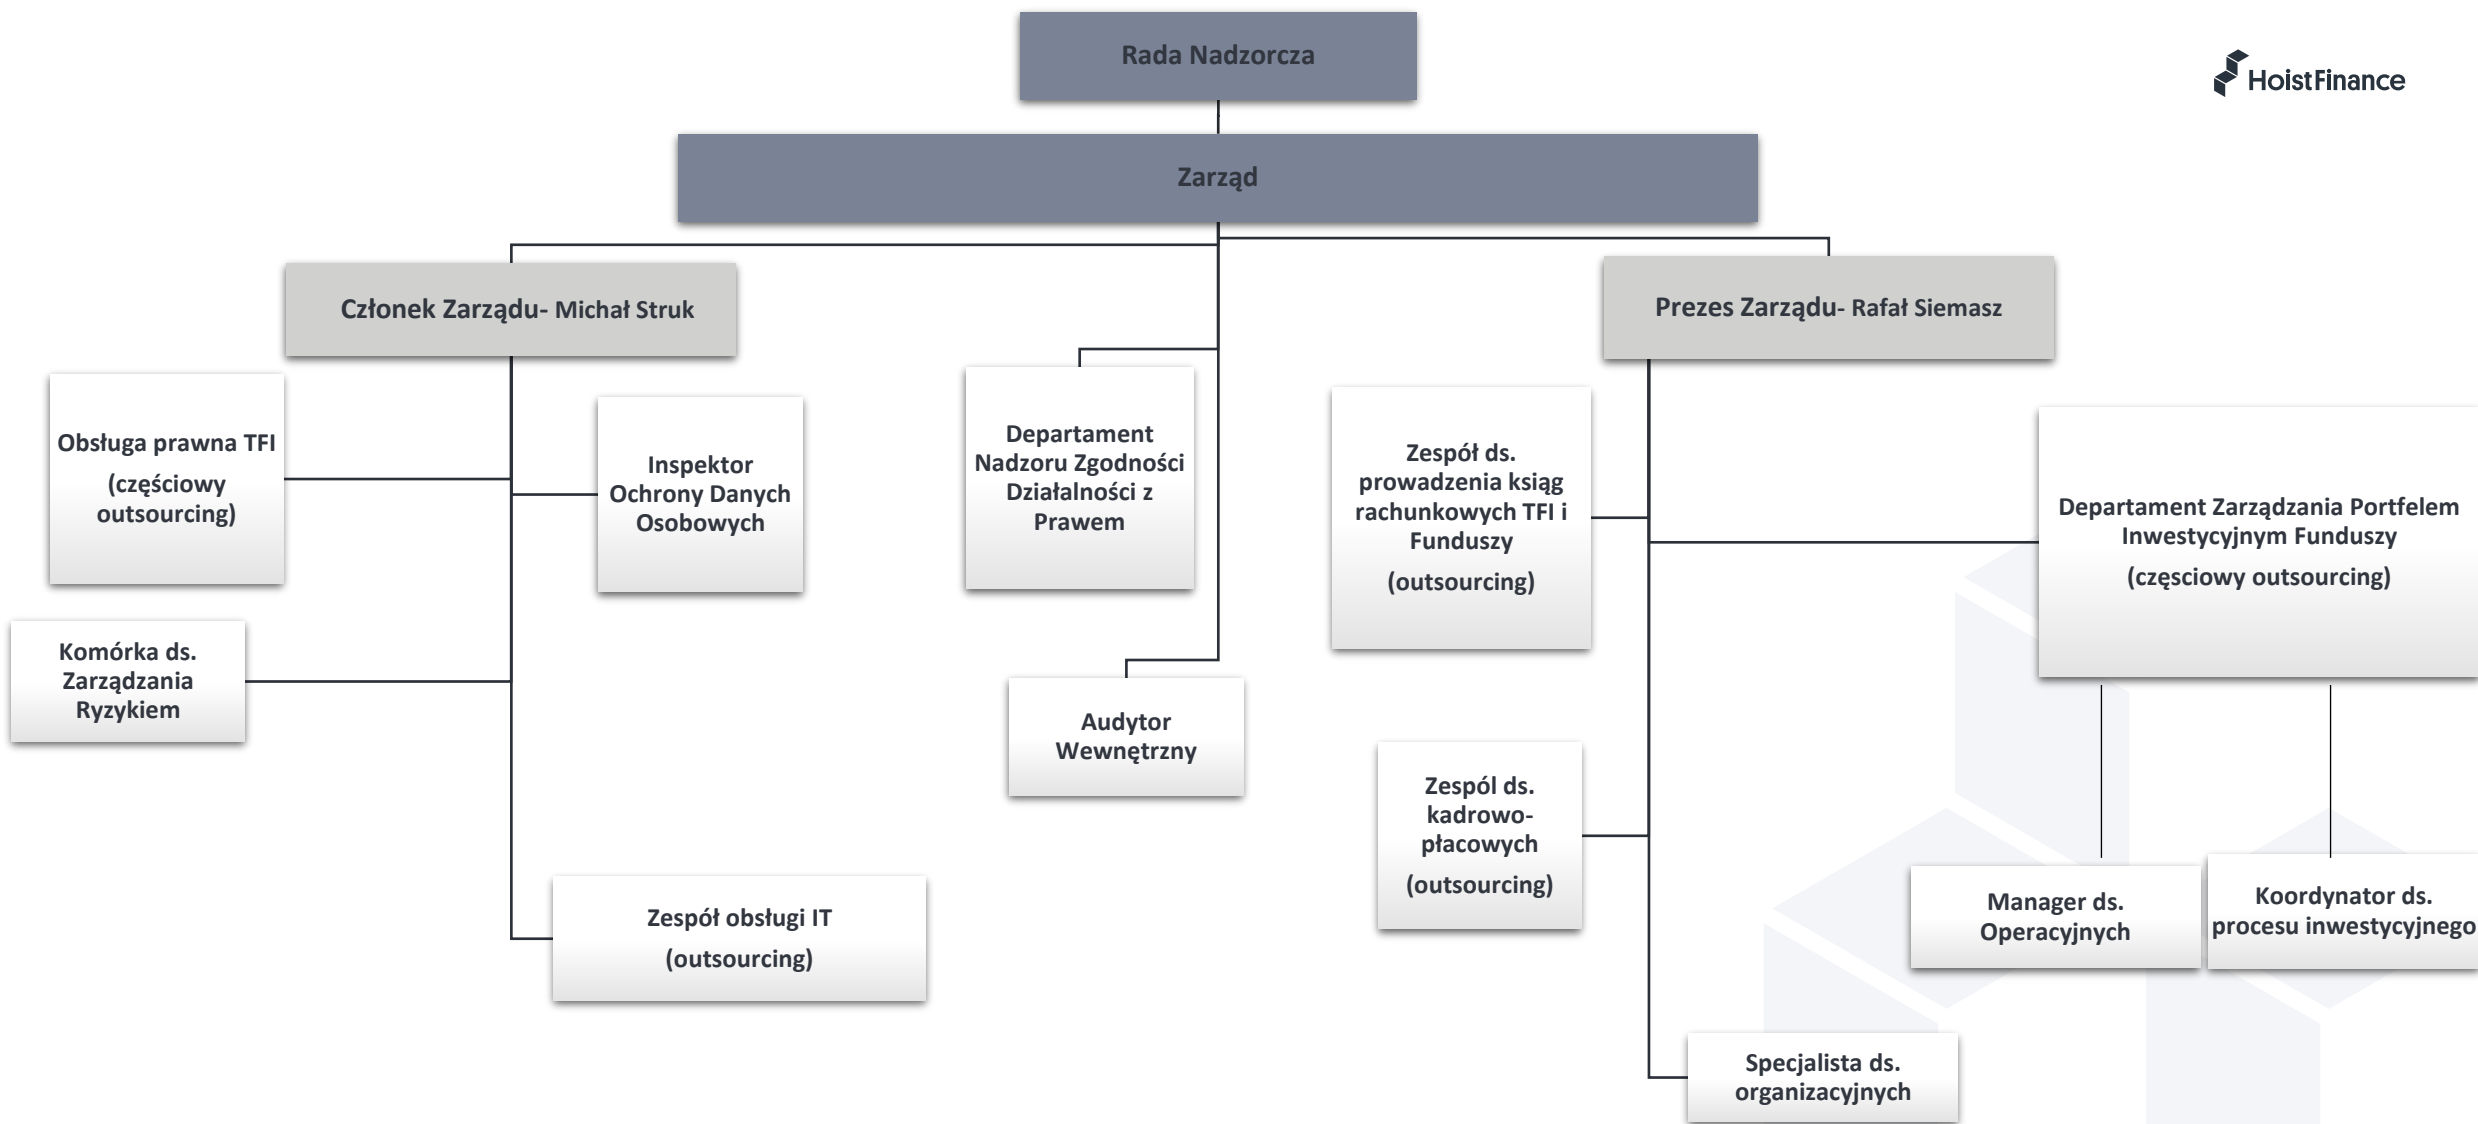 Rada Nadzorcza
HoistFinance
Zarząd
Członek Zarządu- Michał Struk
Prezes Zarządu- Rafał Siemasz
Obsługa prawna TFI
(częściowy
outsourcing)
Inspektor
Ochrony Danych
Osobowych
Departament
Nadzoru Zgodności
Działalności z
Prawem
Zespół ds.
prowadzenia ksiąg
rachunkowych TFI i
Funduszy
(outsourcing)
Departament Zarządzania Portfelem
Inwestycyjnym Funduszy
(częsciowy outsourcing)
Komórka ds.
Zarządzania
Ryzykiem
Audytor
Wewnętrzny
Zespól ds.
kadrowo-
płacowych
(outsourcing)
Manager ds.
Operacyjnych
Koordynator ds.
procesu inwestycyjnego
Zespół obsługi IT
(outsourcing)
Specjalista ds.
organizacyjnych